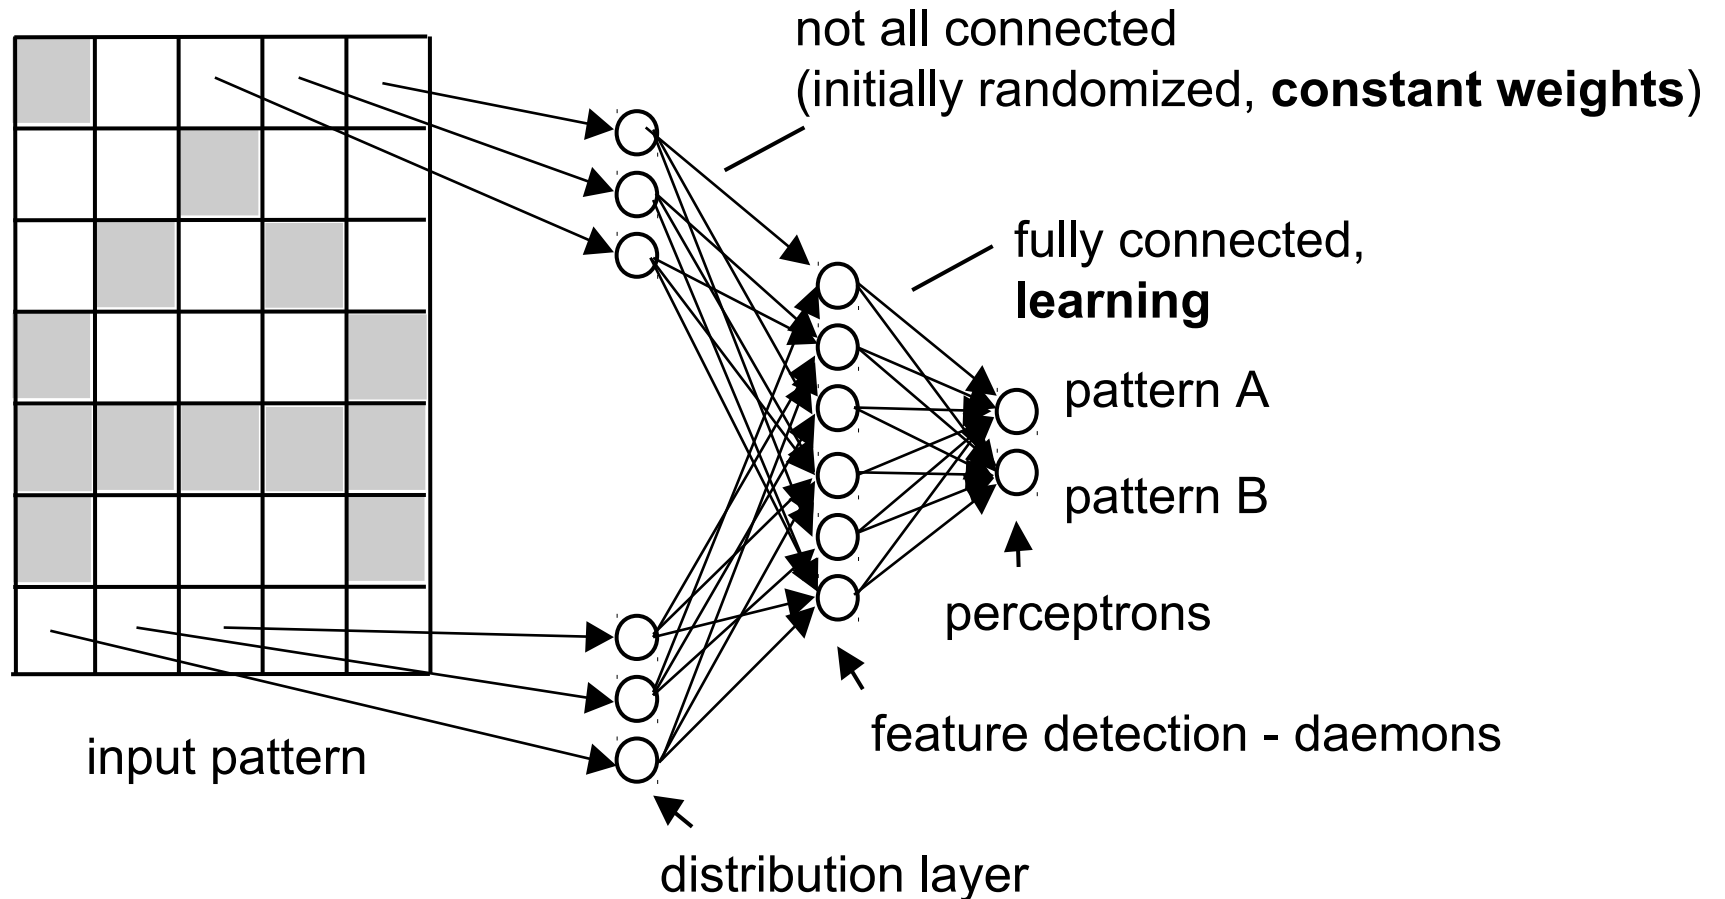 not all connected
(initially randomized, constant weights)
fully connected,
learning
pattern A
pattern B
perceptrons
feature detection - daemons
input pattern
distribution layer